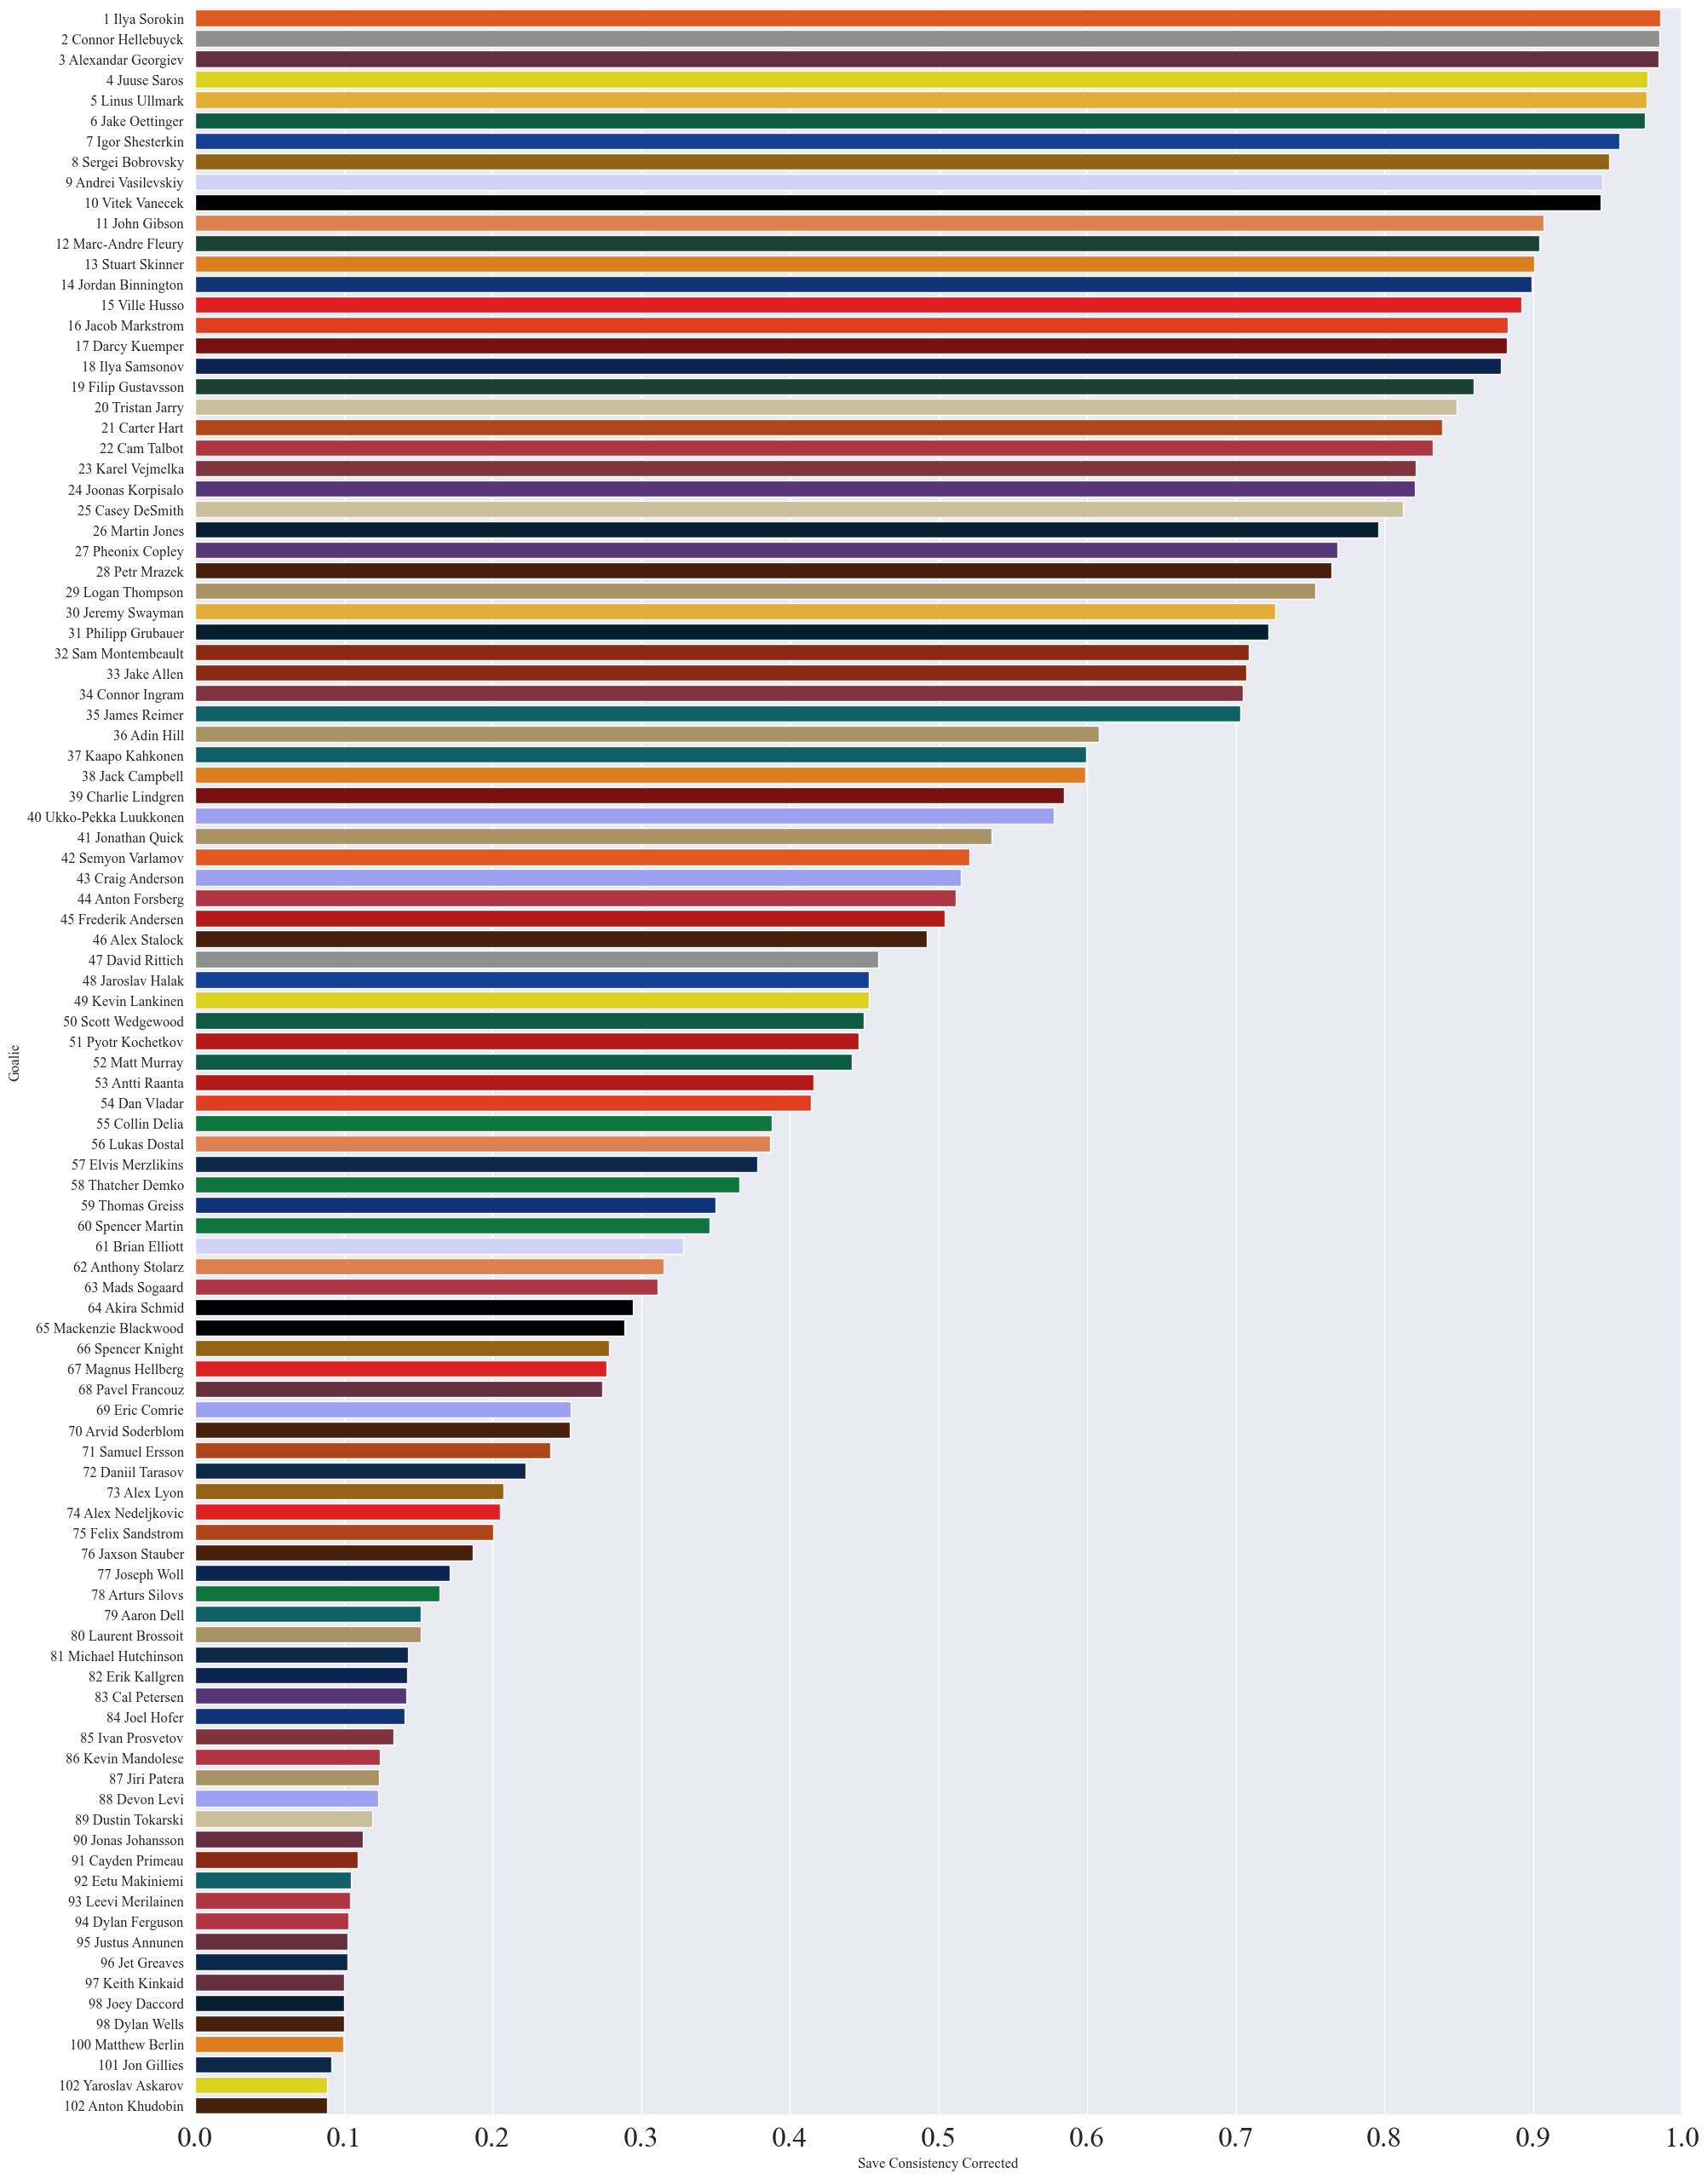 1 Ilya Sorokin
2 Connor Hellebuyck
3 Alexandar Georgiev
4 Juuse Saros
5 Linus Ullmark
6 Jake Oettinger
7 Igor Shesterkin
8 Sergei Bobrovsky
9 Andrei Vasilevskiy
10 Vitek Vanecek
11 John Gibson
12 Marc-Andre Fleury
13 Stuart Skinner
14 Jordan Binnington
15 Ville Husso
16 Jacob Markstrom
17 Darcy Kuemper
18 Ilya Samsonov
19 Filip Gustavsson
20 Tristan Jarry
21 Carter Hart
22 Cam Talbot
23 Karel Vejmelka
24 Joonas Korpisalo
25 Casey DeSmith
26 Martin Jones
27 Pheonix Copley
28 Petr Mrazek
29 Logan Thompson
30 Jeremy Swayman
31 Philipp Grubauer
32 Sam Montembeault
33 Jake Allen
34 Connor Ingram
35 James Reimer
36 Adin Hill
37 Kaapo Kahkonen
38 Jack Campbell
39 Charlie Lindgren
40 Ukko-Pekka Luukkonen
41 Jonathan Quick
42 Semyon Varlamov
43 Craig Anderson
44 Anton Forsberg
45 Frederik Andersen
46 Alex Stalock
47 David Rittich
48 Jaroslav Halak
49 Kevin Lankinen
50 Scott Wedgewood
51 Pyotr Kochetkov
52 Matt Murray
53 Antti Raanta
54 Dan Vladar
55 Collin Delia
56 Lukas Dostal
57 Elvis Merzlikins
58 Thatcher Demko
59 Thomas Greiss
60 Spencer Martin
61 Brian Elliott
62 Anthony Stolarz
63 Mads Sogaard
64 Akira Schmid
65 Mackenzie Blackwood
66 Spencer Knight
67 Magnus Hellberg
68 Pavel Francouz
69 Eric Comrie
70 Arvid Soderblom
71 Samuel Ersson
72 Daniil Tarasov
73 Alex Lyon
74 Alex Nedeljkovic
75 Felix Sandstrom
76 Jaxson Stauber
77 Joseph Woll
78 Arturs Silovs
79 Aaron Dell
80 Laurent Brossoit
81 Michael Hutchinson
82 Erik Kallgren
83 Cal Petersen
84 Joel Hofer
85 Ivan Prosvetov
86 Kevin Mandolese
87 Jiri Patera
88 Devon Levi
89 Dustin Tokarski
90 Jonas Johansson
91 Cayden Primeau
92 Eetu Makiniemi
93 Leevi Merilainen
94 Dylan Ferguson
95 Justus Annunen
96 Jet Greaves
97 Keith Kinkaid
98 Joey Daccord
98 Dylan Wells
100 Matthew Berlin
101 Jon Gillies
102 Yaroslav Askarov
102 Anton Khudobin
Goalie
0.0 0.1 0.2 0.3 0.4 0.5 0.6 0.7 0.8 0.9 1.0
Save Consistency Corrected